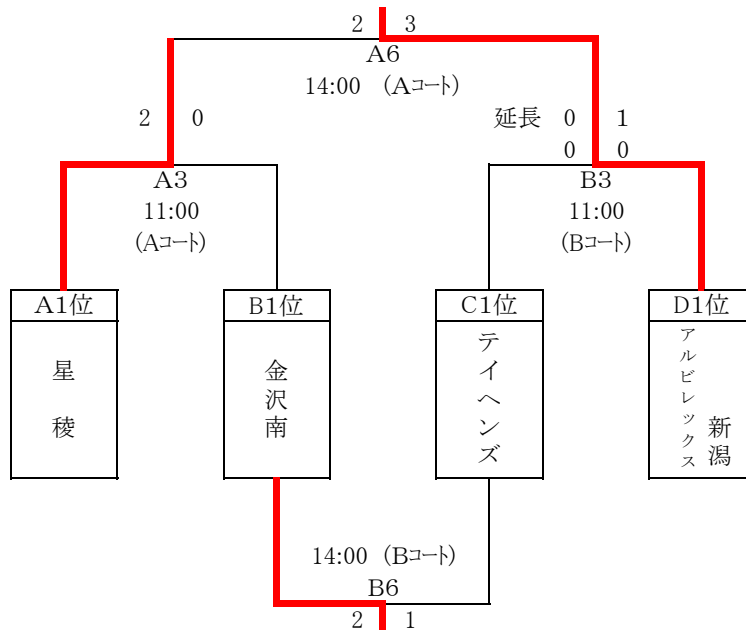 2 3
A6
14:00 (Aコート)
2 0
延長 0 1
0 0
A3
B3
11:00
11:00
(Aコート)
(Bコート)
A1位
B1位
C1位
D1位
星稜
金沢南
テイヘンズ
アルビレックス
新潟
14:00 (Bコート)
B6
2 1